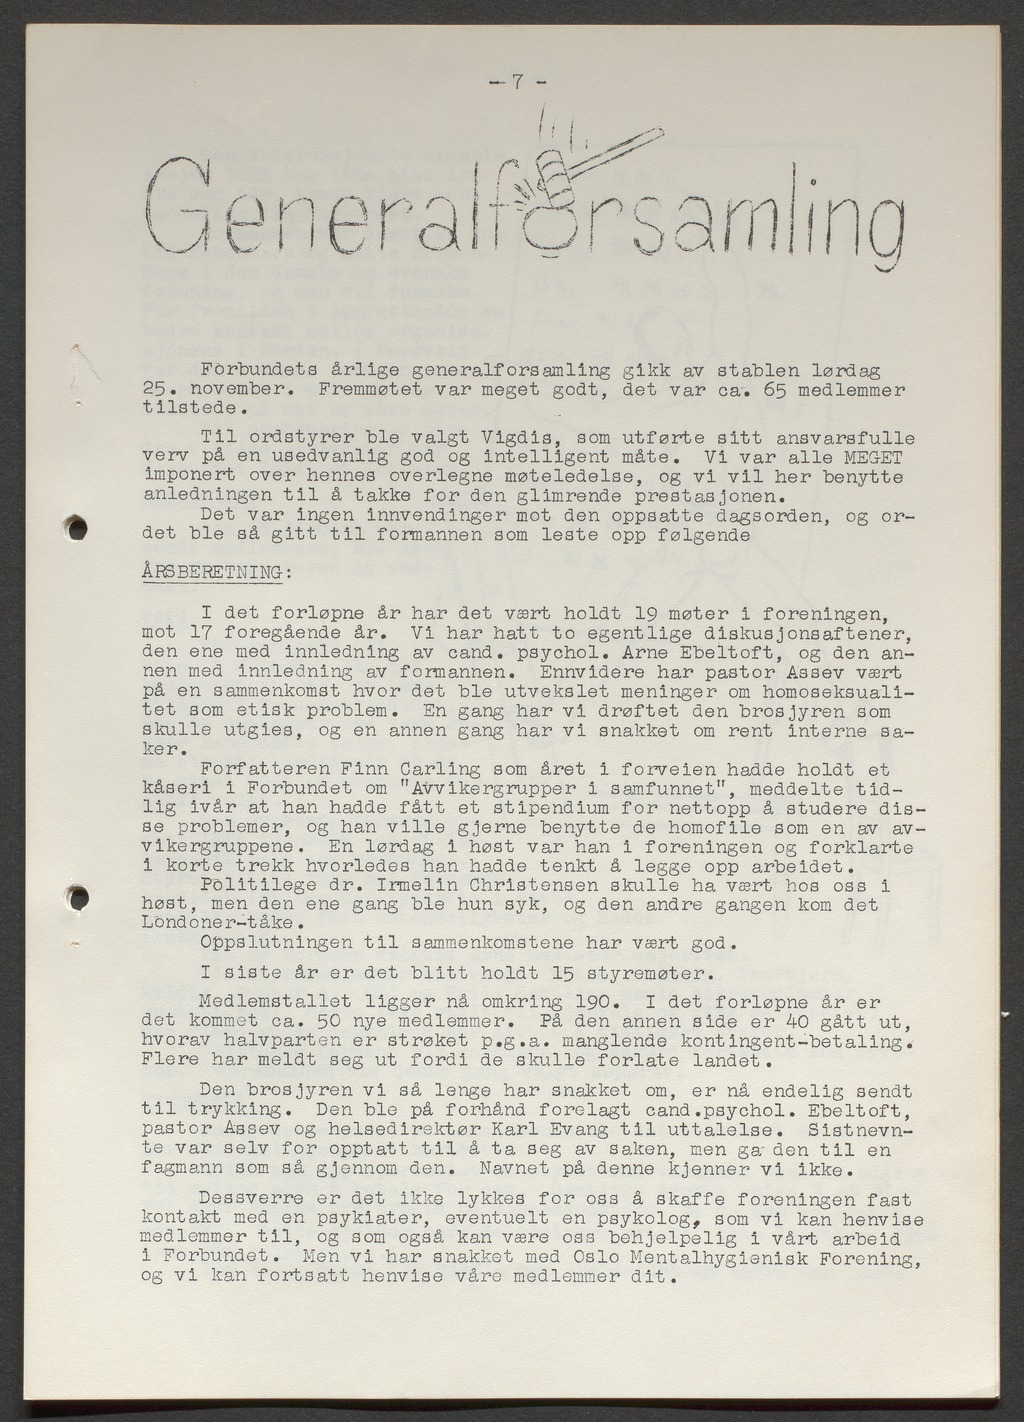 - 7 -
Generalforsamling
Forbundets årlige generalforsamling gikk av stablen lørdag
25. november. Fremmøtet var meget godt, det var ca. 65 medlemmer
tilstede.
Til ordstyrer ble valgt Vigdis, som utførte sitt ansvarsfulle
verv på en usedvanlig god og intelligent måte. Vi var alle MEGET
imponert over hennes overlegne møteledelse, og vi vil her benytte
anledningen til å takke for den glimrende prestasjonen.
Det var ingen innvendinger mot den oppsatte dagsorden, og or-
det ble så gitt til formannen som leste opp følgende
ÅRSBERETNING:
I det forløpne år har det vært holdt 19 møter i foreningen,
mot 17 foregående år. Vi har hatt to egentlige diskusjonsaftener,
den ene med innledning av cand. psychol. Arne Ebeltoft, og den an-
nen med innledning av formannen. Ennvidere har pastor Assev vært
på en sammenkomst hvor det ble utvekslet meninger om homoseksuali-
tet som etisk problem. En gang har vi drøftet den brosjyren som
skulle utgies, og en annen gang har vi snakket om rent interne sa-
ker.
Forfatteren Finn Carling som året i forveien hadde holdt et
kåseri i Forbundet om "Avvikergrupper i samfunnet", meddelte tid-
lig ivår at han hadde fått et stipendium for nettopp å studere dis-
se problemer, og han ville gjerne benytte de homofile som en av av-
vikergruppene. En lørdag i høst var han i foreningen og forklarte
i korte trekk hvorledes han hadde tenkt å legge opp arbeidet.
Politilege dr. Irmelin Christensen skulle ha vært hos oss i
høst, men den ene gang ble hun syk, og den andre gangen kom det
Londoner-tåke.
Oppslutningen til sammenkomstene har vært god.
I siste år er det blitt holdt 15 styremøter.
Medlemstallet ligger nå omkring 190. I det forløpne år er
det kommet ca. 50 nye medlemmer. På den annen side er 40 gått ut,
hvorav halvparten er strøket p.g.a. manglende kontingent-betaling.
Flere har meldt seg ut fordi de skulle forlate landet.
Den brosjyren vi så lenge har snakket om, er nå endelig sendt
til trykking. Den ble på forhånd forelagt cand.psychol. Ebeltoft,
pastor Assev og helsedirektør Karl Evang til uttalelse. Sistnevn-
te var selv for opptatt til å ta seg av saken, men ga den til en
fagmann som så gjennom den. Navnet på denne kjenner vi ikke.
Dessverre er det ikke lykkes for oss å skaffe foreningen fast
kontakt med en psykiater, eventuelt en psykolog, som vi kan henvise
medlemmer til, og som også kan være oss behjelpelig i vårt arbeid
i Forbundet. Men vi har snakket med Oslo Mentalhygienisk Forening,
og vi kan fortsatt henvise våre medlemmer dit.